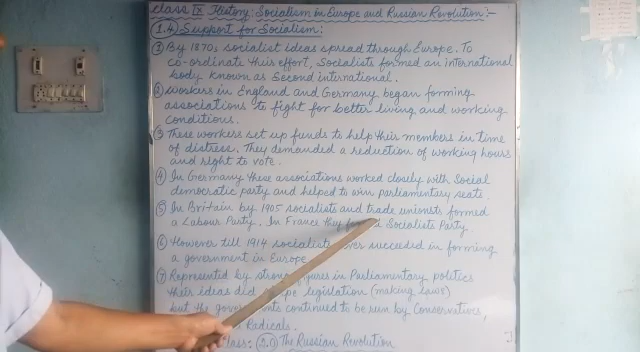 Class IX History: Socialism in Europe and Russian Revolution:-
1.4) Support for Socialism:
① By 1870s socialist ideas spread through Europe. To
co-ordinate their effort, Socialists formed an international
body known as Second international.
② Workers in England and Germany began forming
associations to fight for better living and working
conditions.
③ These workers set up funds to help their members in time
of distress. They demanded a reduction of working hours
and right to vote.
④ In Germany these associations worked closely with Social
democratic party and helped to win parliamentary seats.
⑤ In Britain by 1905 socialists and trade unionists formed
a Labour Party. In France they Socialists Party.
⑥ However till 1914 socialists succeeded in forming
a government in Europe
⑦ Represented by strong figures in Parliamentary politics
their ideas did legislation (making laws)
but the continued to be run by Conservatives,
Radicals.
Class: 2.0) The Russian Revolution